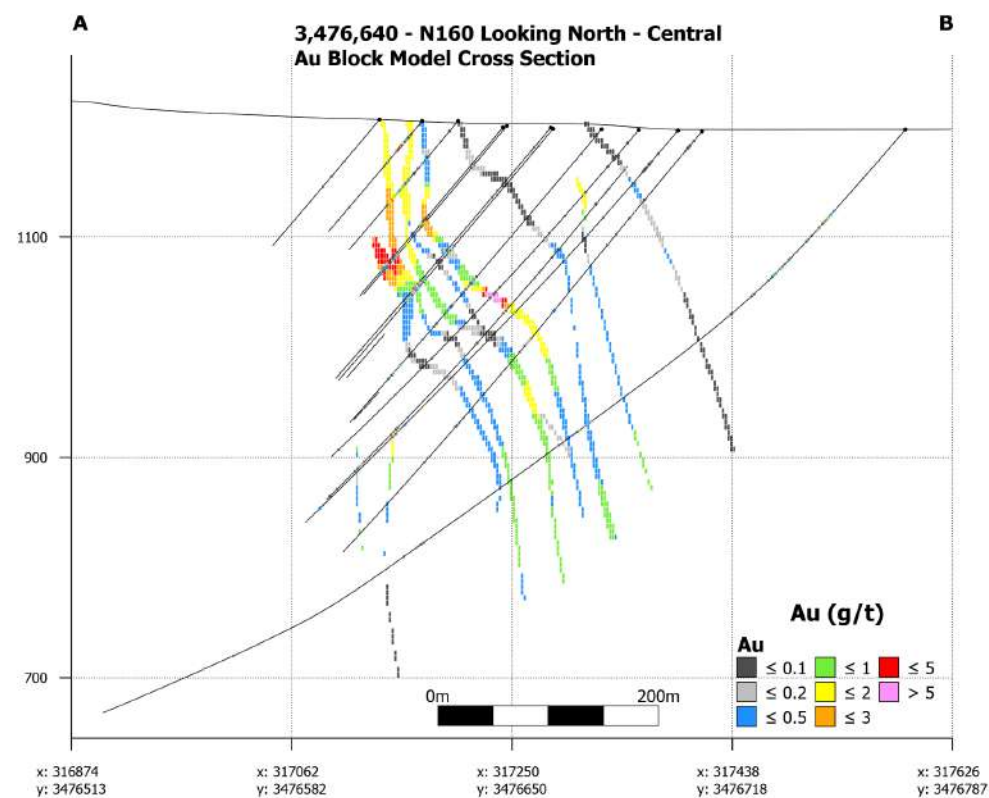 A
B
3,476,640 - N160 Looking North - Central
Au Block Model Cross Section
1100
900
700
Au (g/t)
Au
≤ 0.1
≤ 1
≤ 5
≤ 0.2
≤ 2
> 5
≤ 0.5
≤ 3
0m
200m
x: 316874
y: 3476513
x: 317062
y: 3476582
x: 317250
y: 3476650
x: 317438
y: 3476718
x: 317626
y: 3476787